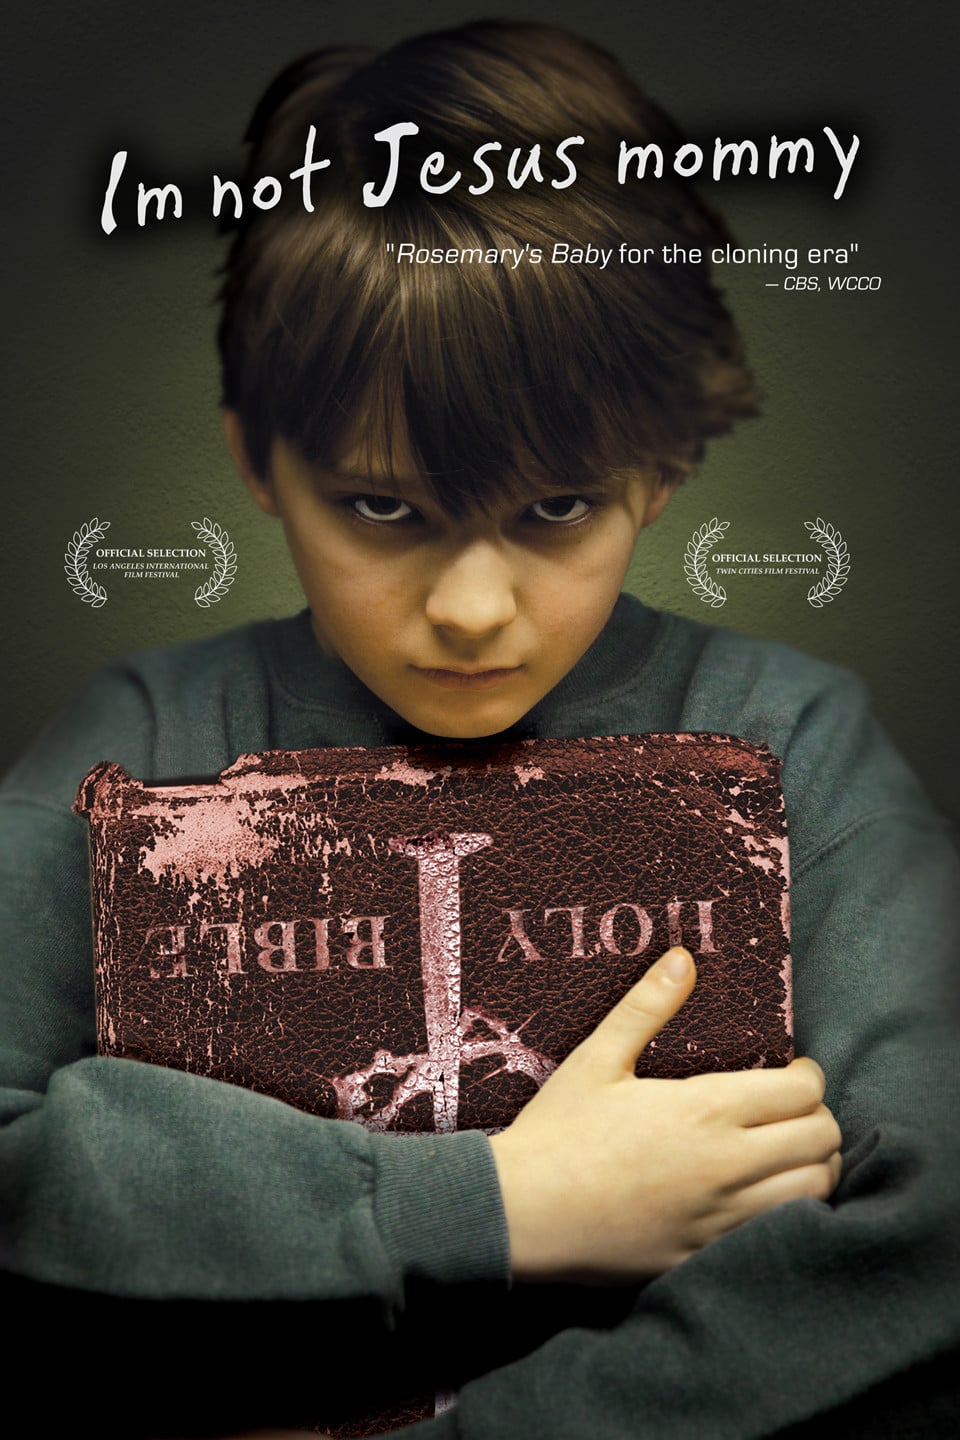 Im not Jesus mommy
"Rosemary's Baby for the cloning era"
— CBS, WCCO
OFFICIAL SELECTION
LOS ANGELES INTERNATIONAL
FILM FESTIVAL
OFFICIAL SELECTION
TWIN CITIES FILM FESTIVAL
HOLY BIBLE